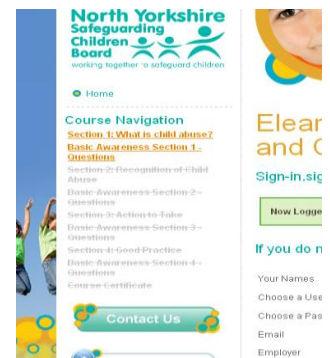 North Yorkshire
Safeguarding
Children
Board
working together to safeguard children
Home
Course Navigation
Section 1: What is child abuse?
Basic Awareness Section 1 -
Questions
Section 2: Recognition of Child
Abuse
Basic Awareness Section 2 -
Questions
Section 3: Action to Take
Basic Awareness Section 3 -
Questions
Section 4: Good Practice
Basic Awareness Section 4 -
Questions
Course Certificate
Contact Us
Elear
and C
Sign-in,sig
Now Logge
If you do n
Your Names
Choose a Use
Choose a Pas
Email
Employer